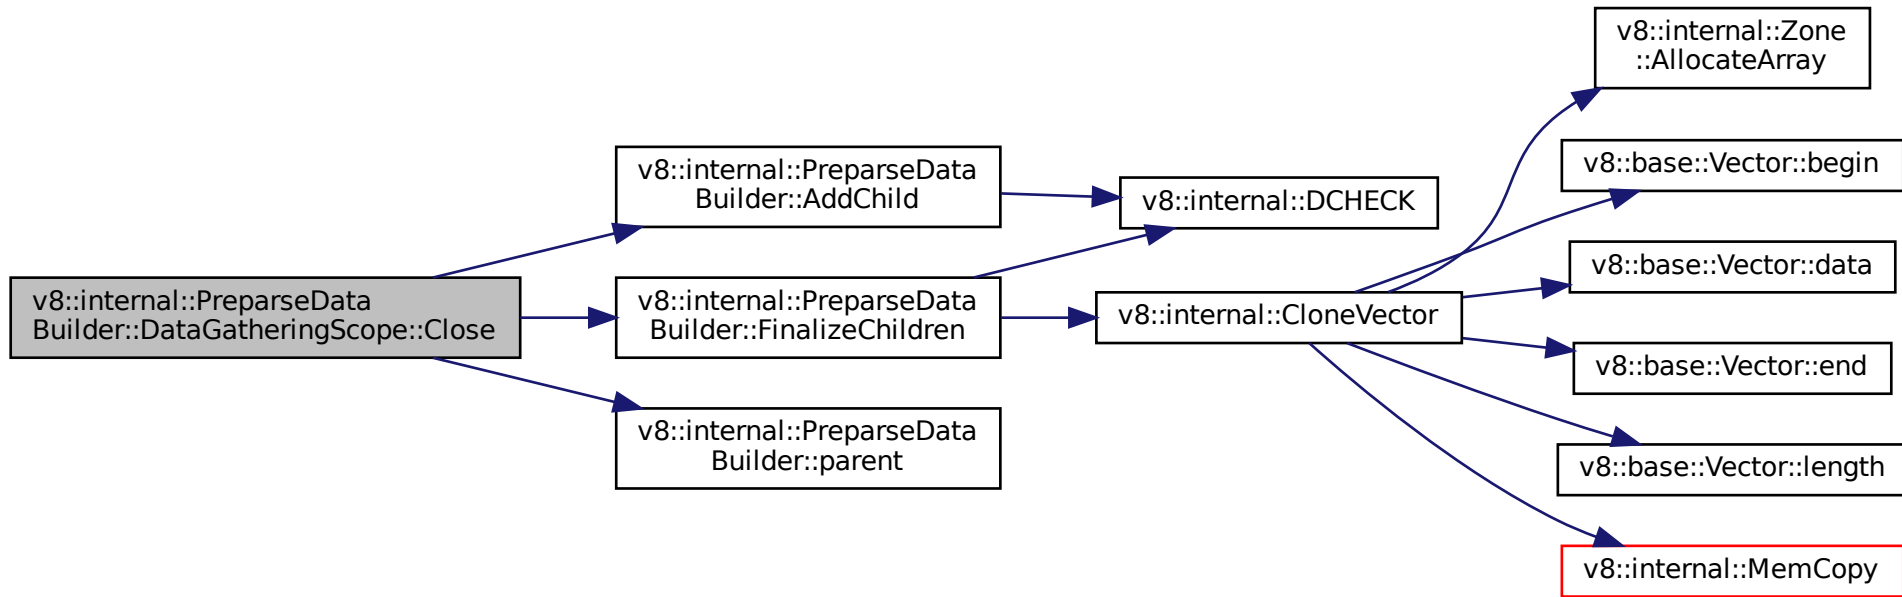 v8::internal::PreparseData
Builder::DataGatheringScope::Close
v8::internal::PreparseData
Builder::AddChild
v8::internal::PreparseData
Builder::FinalizeChildren
v8::internal::PreparseData
Builder::parent
v8::internal::DCHECK
v8::internal::CloneVector
v8::internal::Zone
::AllocateArray
v8::base::Vector::begin
v8::base::Vector::data
v8::base::Vector::end
v8::base::Vector::length
v8::internal::MemCopy